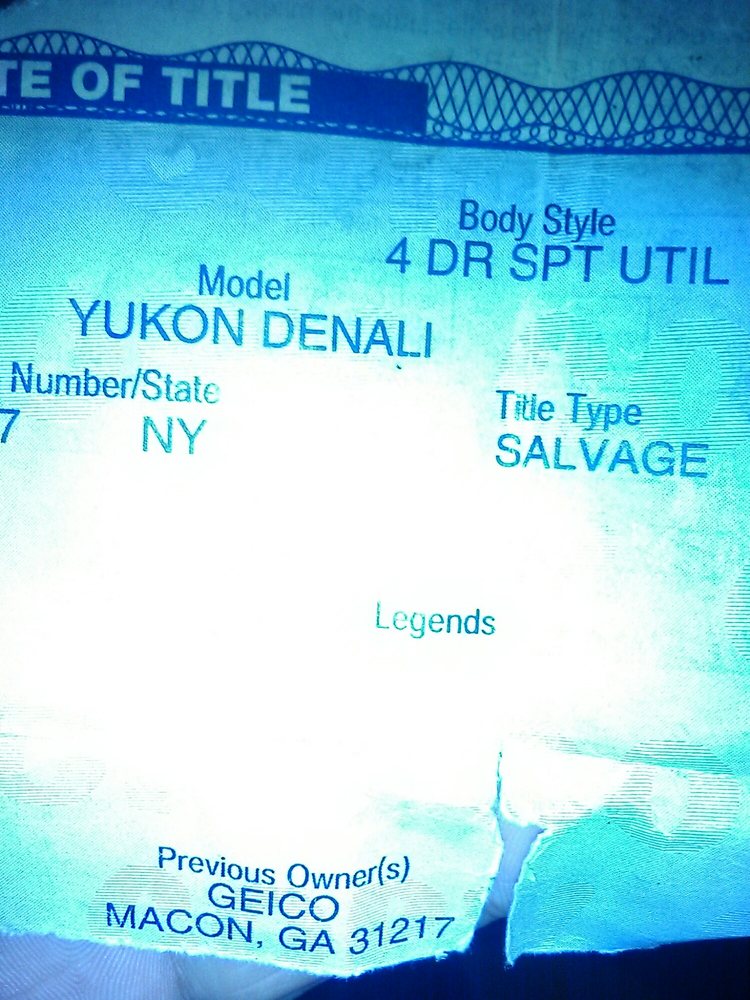 TE OF TITLE
Body Style
4 DR SPT UTIL
Model
YUKON DENALI
Number/State
7 NY
Title Type
SALVAGE
Legends
Previous Owner(s)
GEICO
MACON, GA 31217